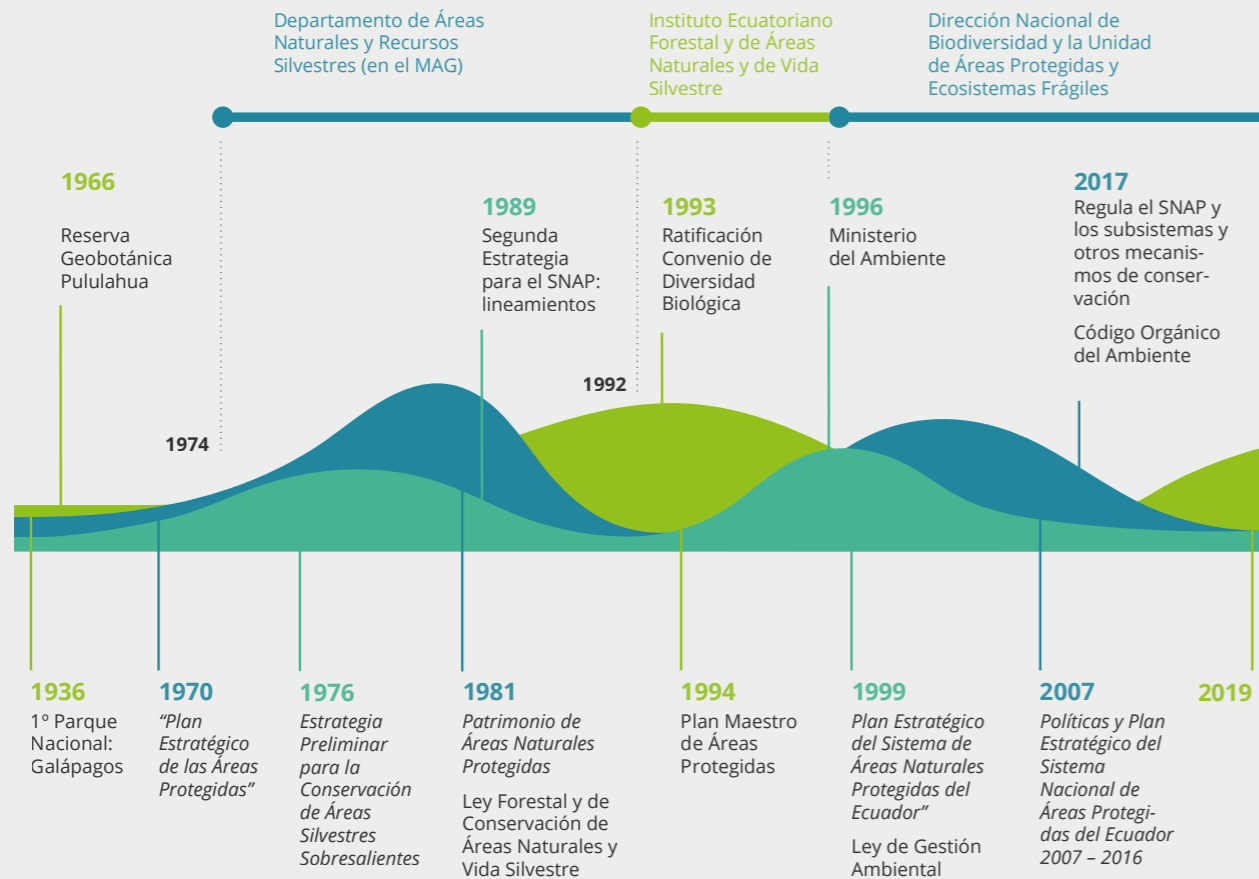 Departamento de Áreas
Naturales y Recursos
Silvestres (en el MAG)
Instituto Ecuatoriano
Forestal y de Áreas
Naturales y de Vida
Silvestre
Dirección Nacional de
Biodiversidad y la Unidad
de Áreas Protegidas y
Ecosistemas Frágiles
1966
Reserva
Geobotánica
Pululahua
1974
1989
Segunda
Estrategia
para el SNAP:
lineamientos
1992
1993
Ratificación
Convenio de
Diversidad
Biológica
1996
Ministerio
del Ambiente
2017
Regula el SNAP y
los subsistemas y
otros mecanis-
mos de conser-
vación
Código Orgánico
del Ambiente
1936
1º Parque
Nacional:
Galápagos
1970
“Plan
Estratégico
de las Áreas
Protegidas”
1976
Estrategia
Preliminar
para la
Conservación
de Áreas
Silvestres
Sobresalientes
1981
Patrimonio de
Áreas Naturales
Protegidas
Ley Forestal y de
Conservación de
Áreas Naturales y
Vida Silvestre
1994
Plan Maestro
de Áreas
Protegidas
1999
Plan Estratégico
del Sistema de
Áreas Naturales
Protegidas del
Ecuador”
Ley de Gestión
Ambiental
2007
Políticas y Plan
Estratégico del
Sistema
Nacional de
Áreas Protegi-
das del Ecuador
2007 – 2016
2019